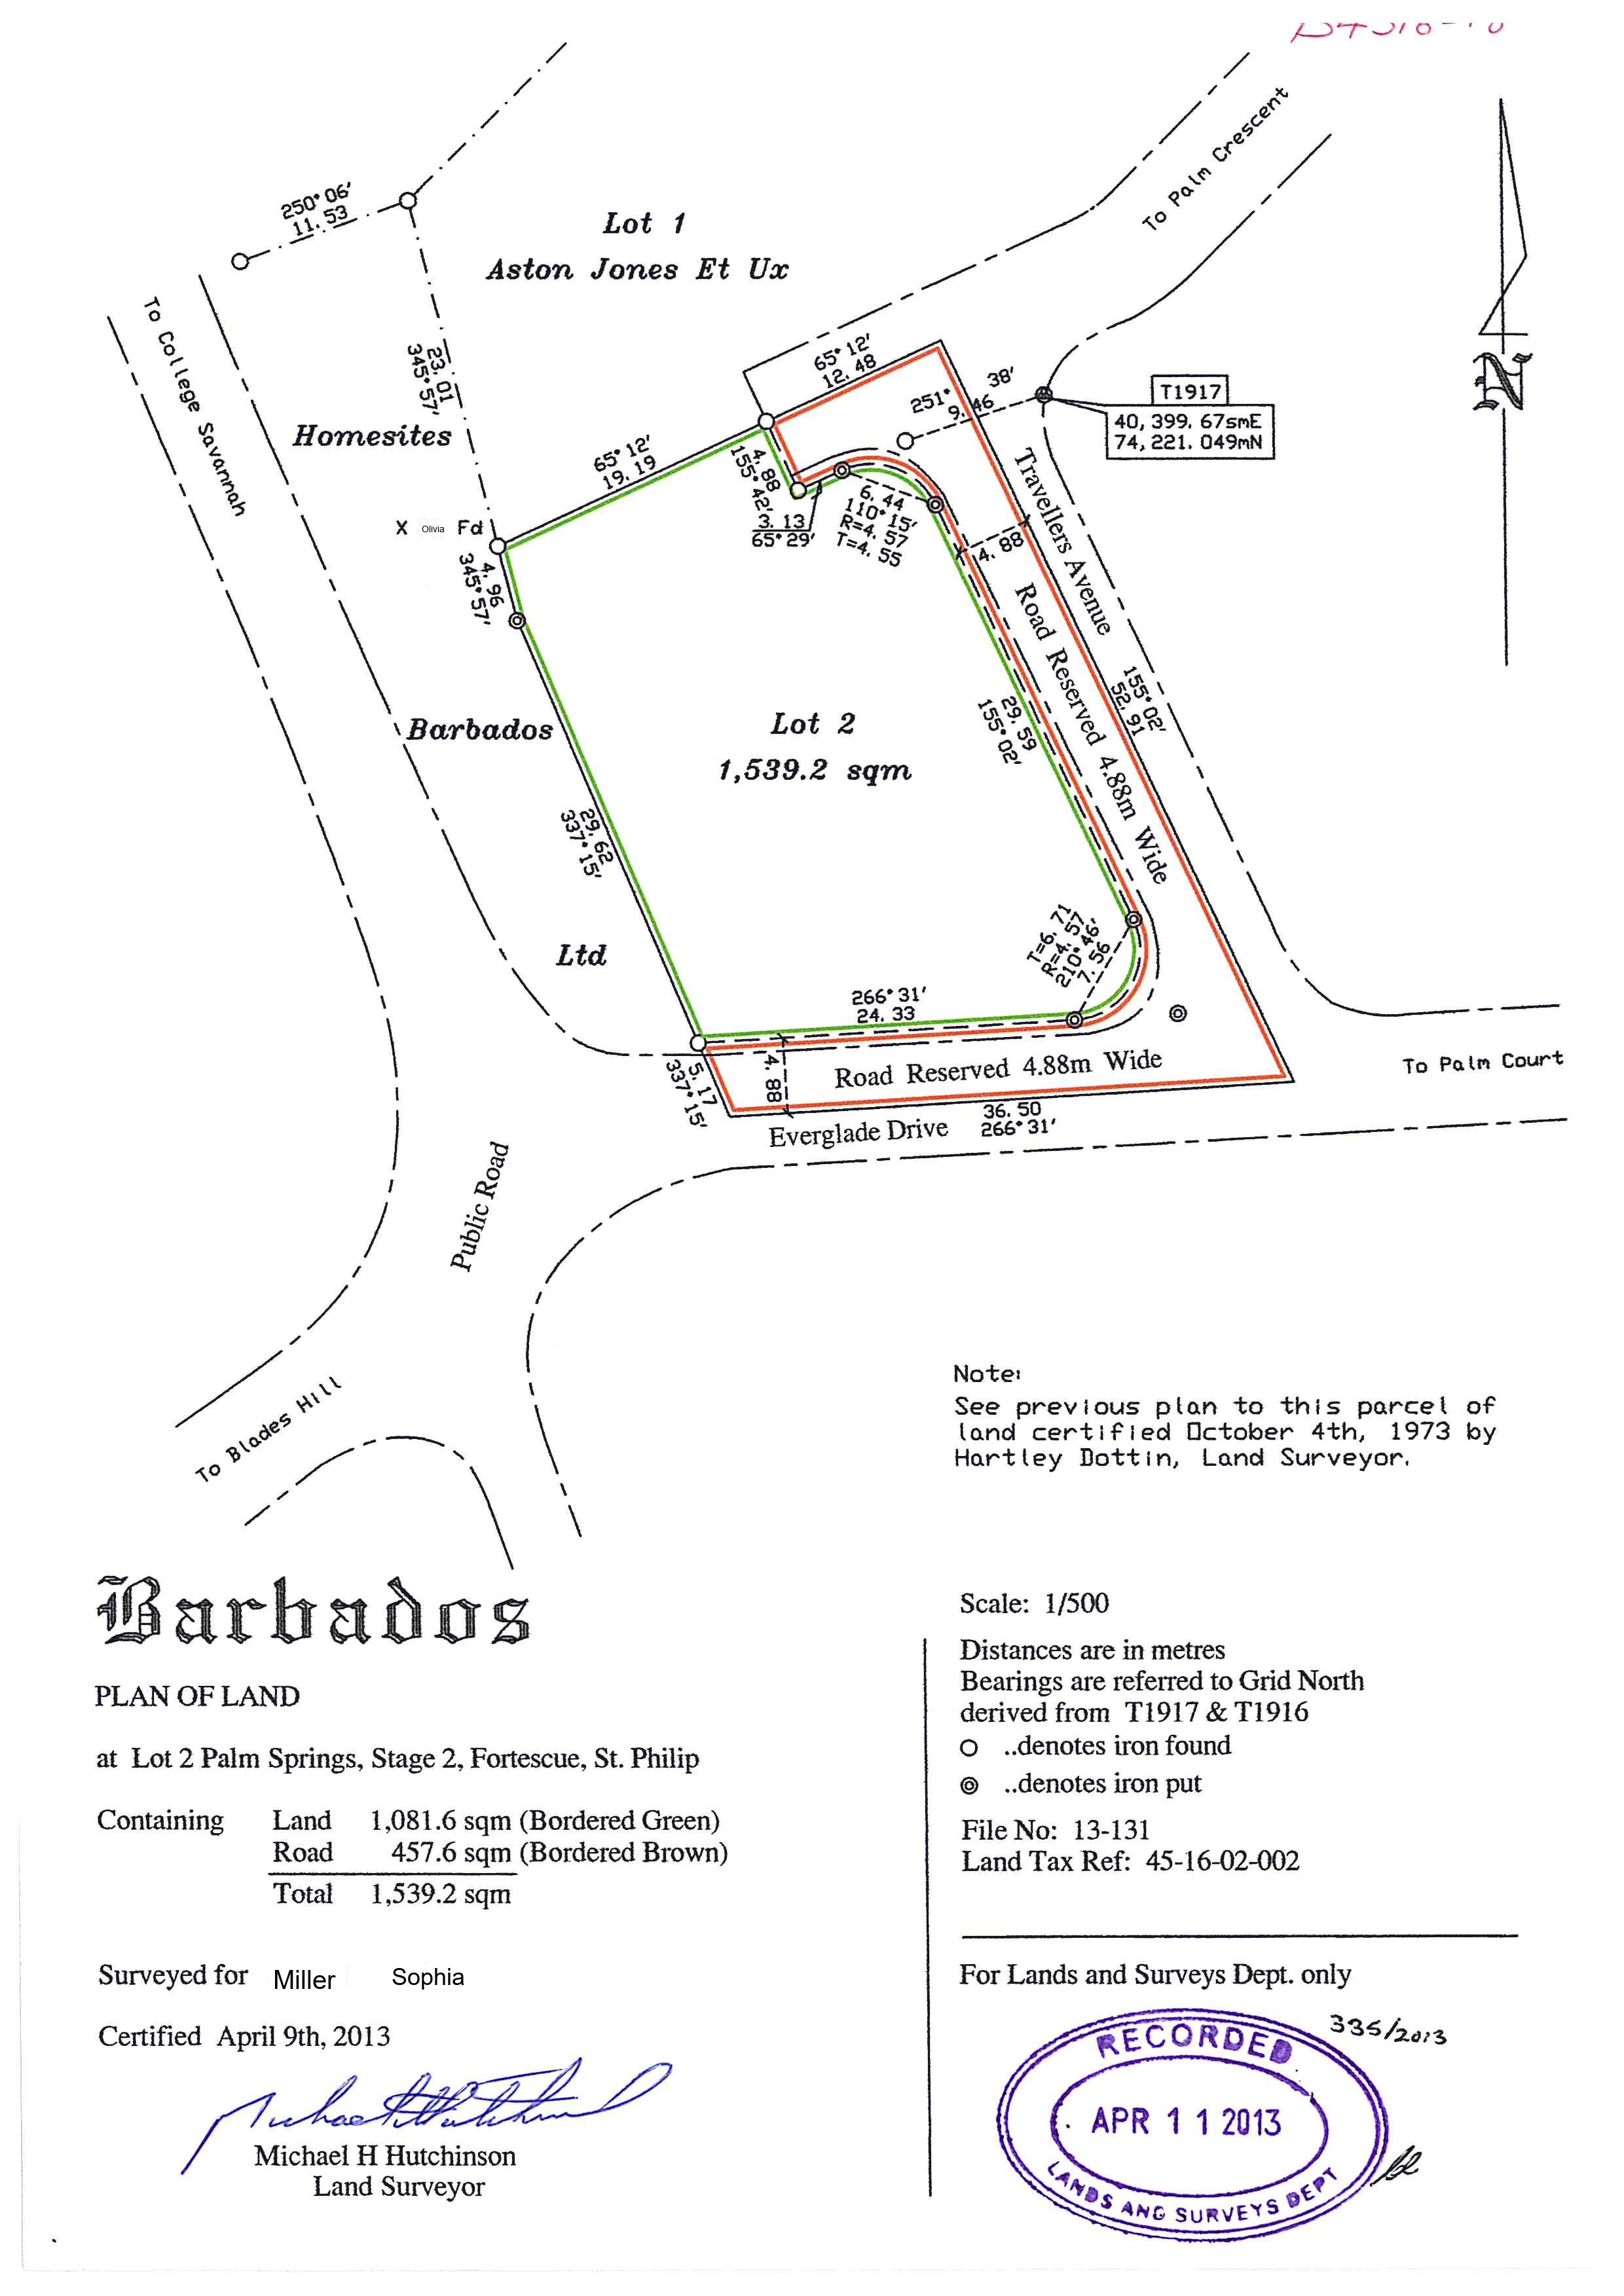 To Palm Crescent
250°06'
11.53
Lot 1
Aston Jones Et Ux
To College Savannah
23.01
345°57'
65°12'
12.48
251° 38'
9.46
T1917
40,399.675mE
74,221.049mN
Homesites
65°12'
19.19
4.88
155°42'
3.13
65°29'
6.44
110°15'
R=4.57
T=4.55
X Olivia Fd
4.96
345°57'
4.88
Travellers Avenue
Road Reserved 4.88m Wide
155°02'
52.91
29.59
155°02'
Barbados
Lot 2
1,539.2 sqm
29.62
337°15'
Ltd
T=6.71
R=4.57
210°46'
7.56
266°31'
24.33
5.17
337°15'
4.88
Road Reserved 4.88m Wide
To Palm Court
36.50
266°31'
Everglade Drive
Public Road
To Blades Hill
Note:
See previous plan to this parcel of
land certified October 4th, 1973 by
Hartley Dottin, Land Surveyor.
Barbados
PLAN OF LAND
at Lot 2 Palm Springs, Stage 2, Fortescue, St. Philip
Containing Land 1,081.6 sqm (Bordered Green)
Road 457.6 sqm (Bordered Brown)
Total 1,539.2 sqm
Surveyed for Miller Sophia
Certified April 9th, 2013
Michael H Hutchinson
Land Surveyor
Scale: 1/500
Distances are in metres
Bearings are referred to Grid North
derived from T1917 & T1916
..denotes iron found
..denotes iron put
File No: 13-131
Land Tax Ref: 45-16-02-002
For Lands and Surveys Dept. only
335/2013
RECORDED
APR 11 2013
LANDS AND SURVEYS DEPT
N